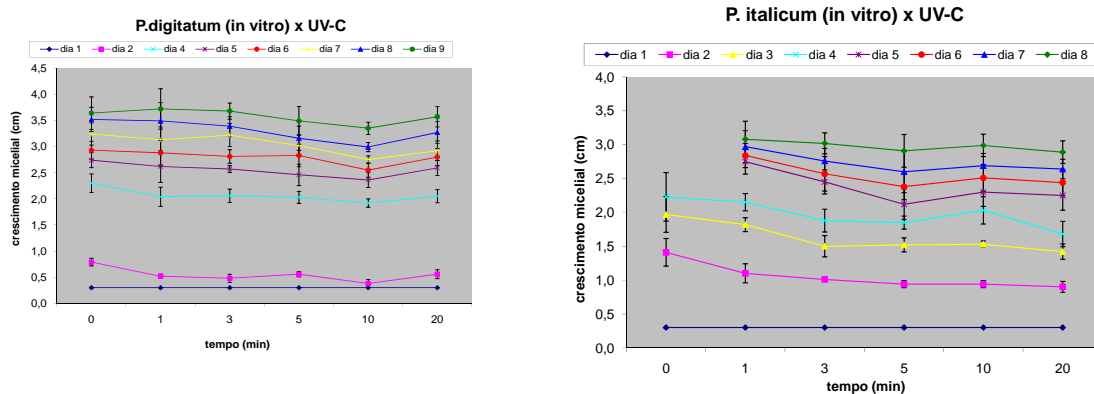 P.digitatum (in vitro) x UV-C
dia 1 dia 2 dia 4 dia 5 dia 6 dia 7 dia 8 dia 9
4,5
4,0
3,5
3,0
2,5
2,0
1,5
1,0
0,5
0,0
crescimento micelial (cm)
0 1 3 5 10 20
tempo (min)
P. italicum (in vitro) x UV-C
dia 1 dia 2 dia 3 dia 4 dia 5 dia 6 dia 7 dia 8
4,0
3,5
3,0
2,5
2,0
1,5
1,0
0,5
0,0
crescimento micelial (cm)
0 1 3 5 10 20
tempo (min)